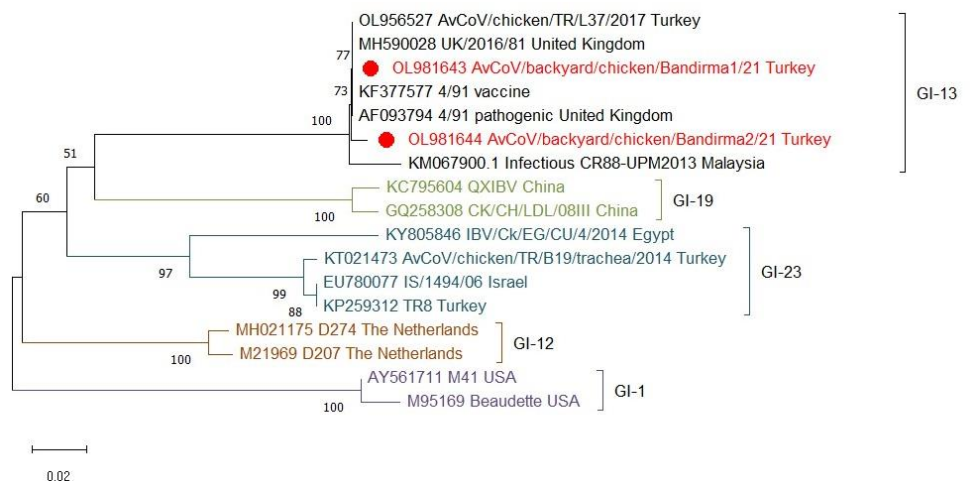 OL956527 AvCoV/chicken/TR/L37/2017 Turkey
77
MH590028 UK/2016/81 United Kingdom
OL981643 AvCoV/backyard/chicken/Bandirma1/21 Turkey
73
KF377577 4/91 vaccine
GI-13
100
AF093794 4/91 pathogenic United Kingdom
OL981644 AvCoV/backyard/chicken/Bandirma2/21 Turkey
51
KM067900.1 Infectious CR88-UPM2013 Malaysia
KC795604 QXIBV China
60
GI-19
100
GQ258308 CK/CH/LDL/08III China
KY805846 IBV/Ck/EG/CU/4/2014 Egypt
KT021473 AvCoV/chicken/TR/B19/trachea/2014 Turkey
97
GI-23
EU780077 IS/1494/06 Israel
99
KP259312 TR8 Turkey
88
MH021175 D274 The Netherlands
GI-12
M21969 D207 The Netherlands
100
AY561711 M41 USA
GI-1
M95169 Beaudette USA
100
0.02